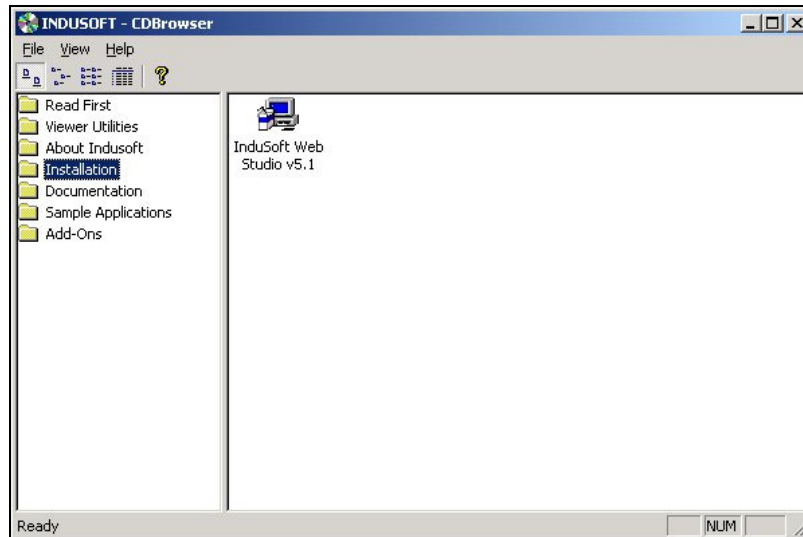 INDUSOFT - CDBrowser
File View Help
Read First
Viewer Utilities
About Indusoft
Installation
Documentation
Sample Applications
Add-Ons
InduSoft Web
Studio v5.1
Ready
NUM